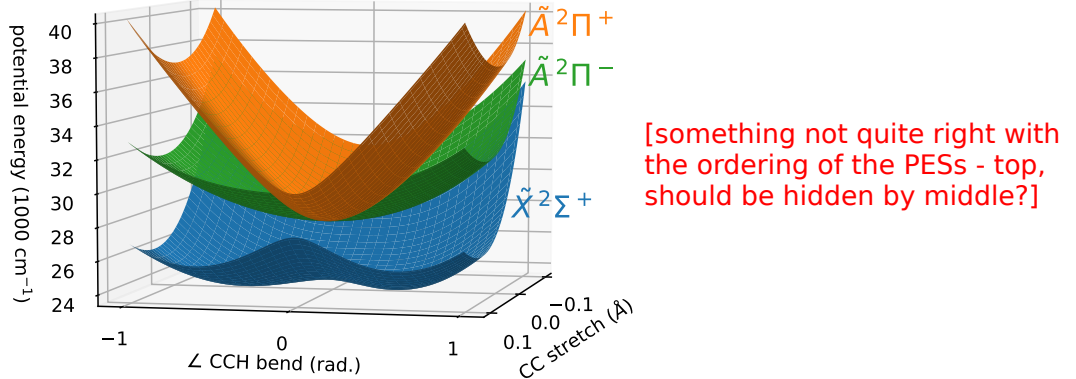 potential energy (1000 cm⁻¹)
40
38
36
34
32
30
28
26
24
Ã ²Π⁺
Ã ²Π⁻
X̃ ²Σ⁺
−1
0
1
∠ CCH bend (rad.)
−0.1
0.0
0.1
CC stretch (Å)
[something not quite right with
the ordering of the PESs - top,
should be hidden by middle?]